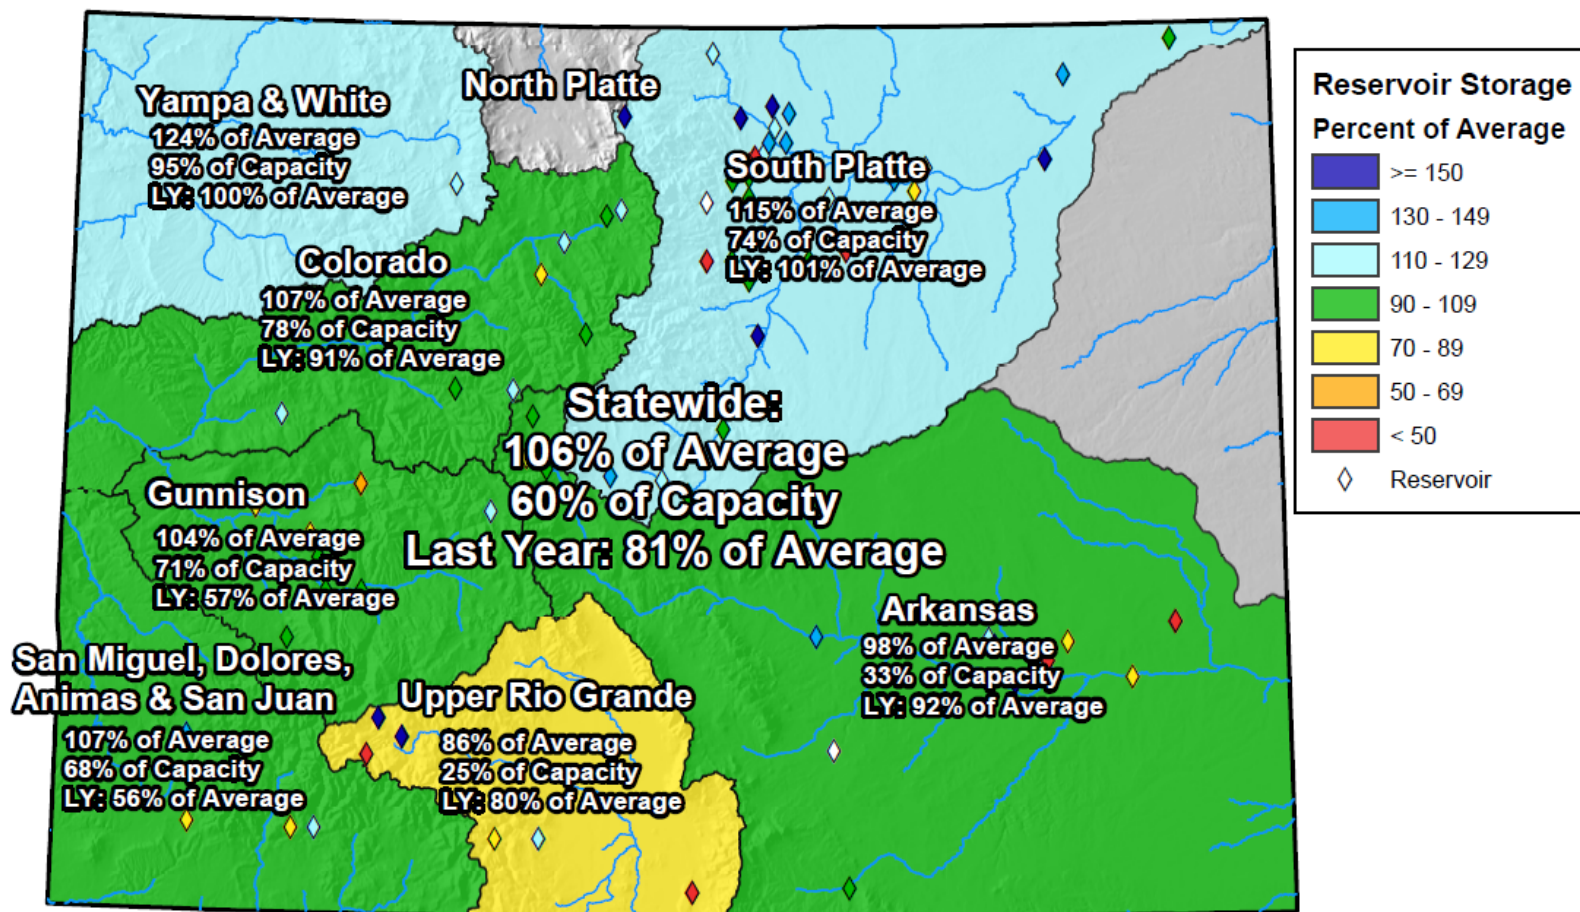 North Platte
Yampa & White
124% of Average
95% of Capacity
LY: 100% of Average
South Platte
115% of Average
74% of Capacity
LY: 101% of Average
Colorado
107% of Average
78% of Capacity
LY: 91% of Average
Statewide:
106% of Average
60% of Capacity
Last Year: 81% of Average
Gunnison
104% of Average
71% of Capacity
LY: 57% of Average
Arkansas
98% of Average
33% of Capacity
LY: 92% of Average
San Miguel, Dolores,
Animas & San Juan
107% of Average
68% of Capacity
LY: 56% of Average
Upper Rio Grande
86% of Average
25% of Capacity
LY: 80% of Average
Reservoir Storage
Percent of Average
>= 150
130 - 149
110 - 129
90 - 109
70 - 89
50 - 69
< 50
Reservoir